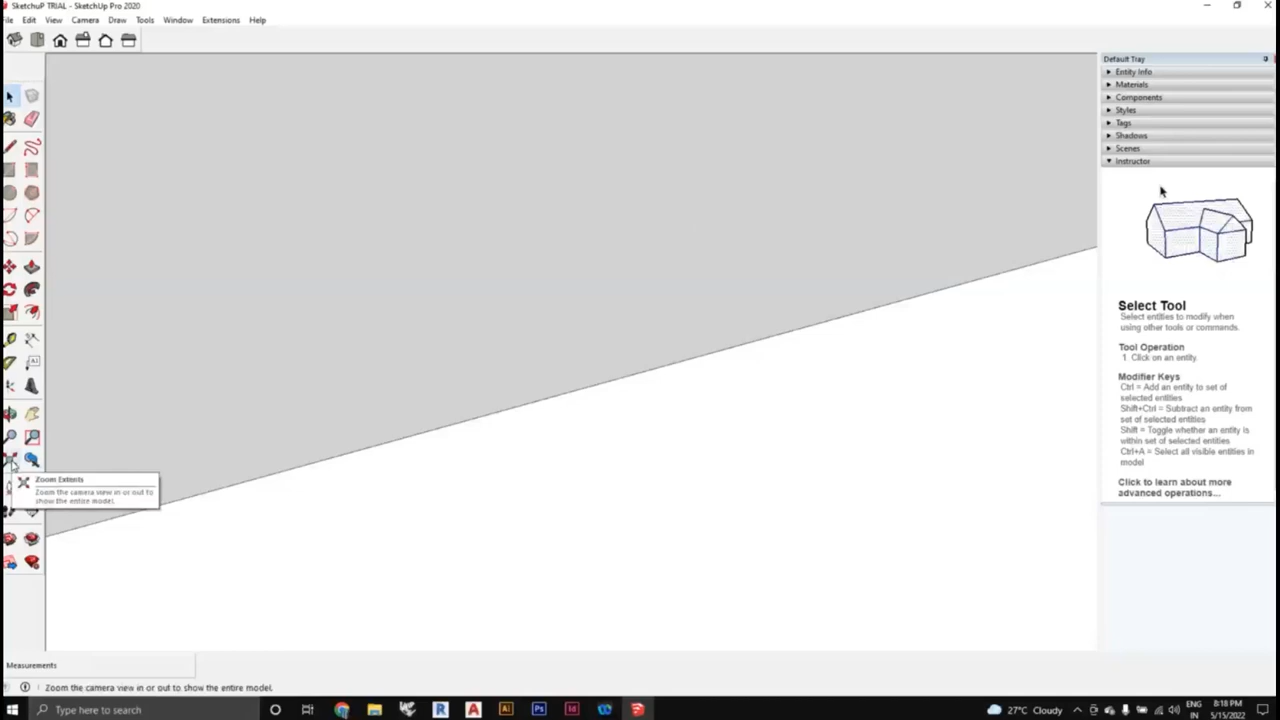 SketchuP TRIAL - SketchUp Pro 2020
File Edit View Camera Draw Tools Window Extensions Help
Default Tray
Entity Info
Materials
Components
Styles
Tags
Shadows
Scenes
Instructor
Select Tool
Select entities to modify when
using other tools or commands.
Tool Operation
1. Click on an entity.
Modifier Keys
Ctrl = Add an entity to set of
selected entities
Shift+Ctrl = Subtract an entity from
set of selected entities
Shift = Toggle whether an entity is
within set of selected entities
Ctrl+A = Select all visible entities in
model
Click to learn about more
advanced operations...
Zoom Extents
Zoom the camera view in or out to
show the entire model.
Measurements
Zoom the camera view in or out to show the entire model.
Type here to search
R
A
Ai
Ps
Id
27°C Cloudy
ENG
IN
8:18 PM
5/15/2022